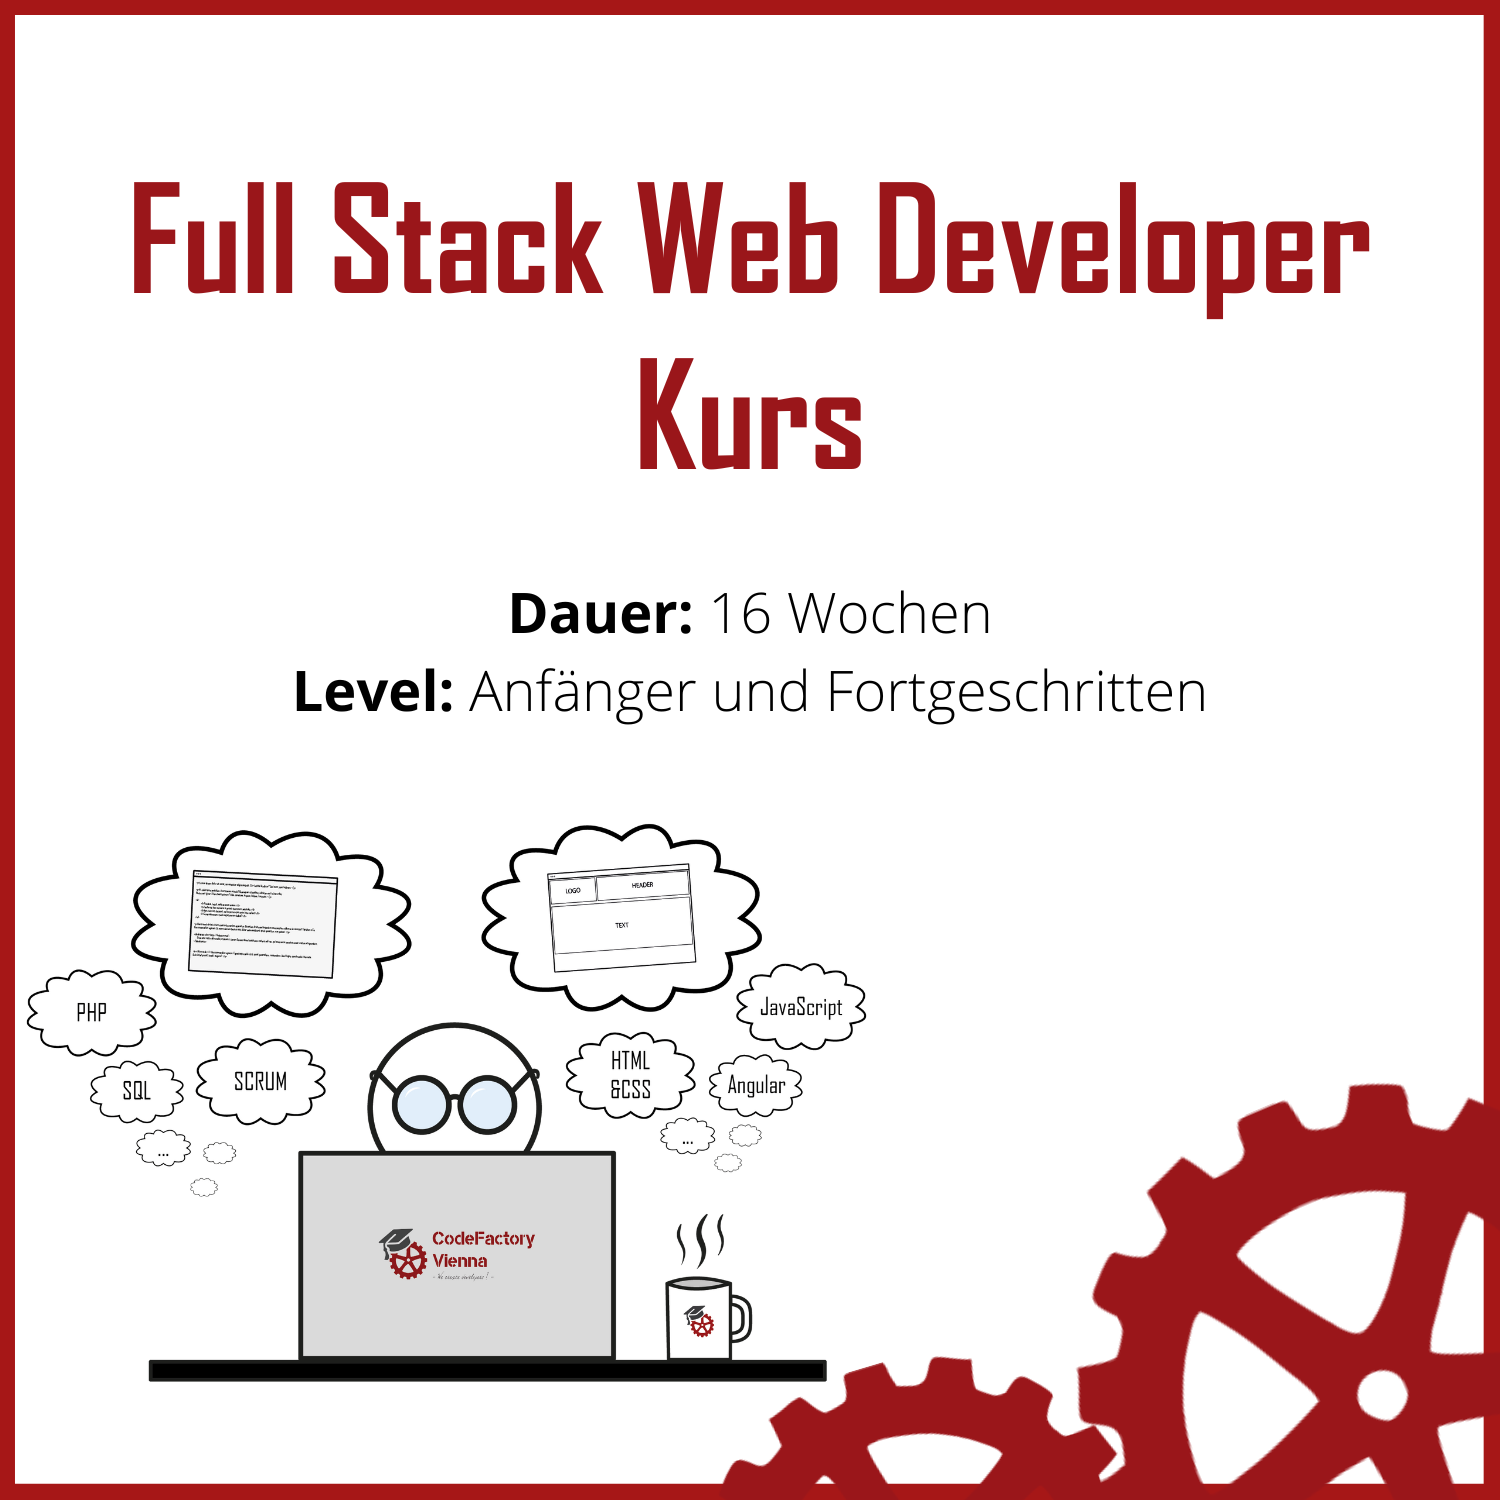 Full Stack Web Developer
Kurs
Dauer: 16 Wochen
Level: Anfänger und Fortgeschritten
LOGO
HEADER
TEXT
PHP
JavaScript
SQL
SCRUM
HTML
&CSS
Angular
...
...
CodeFactory
Vienna